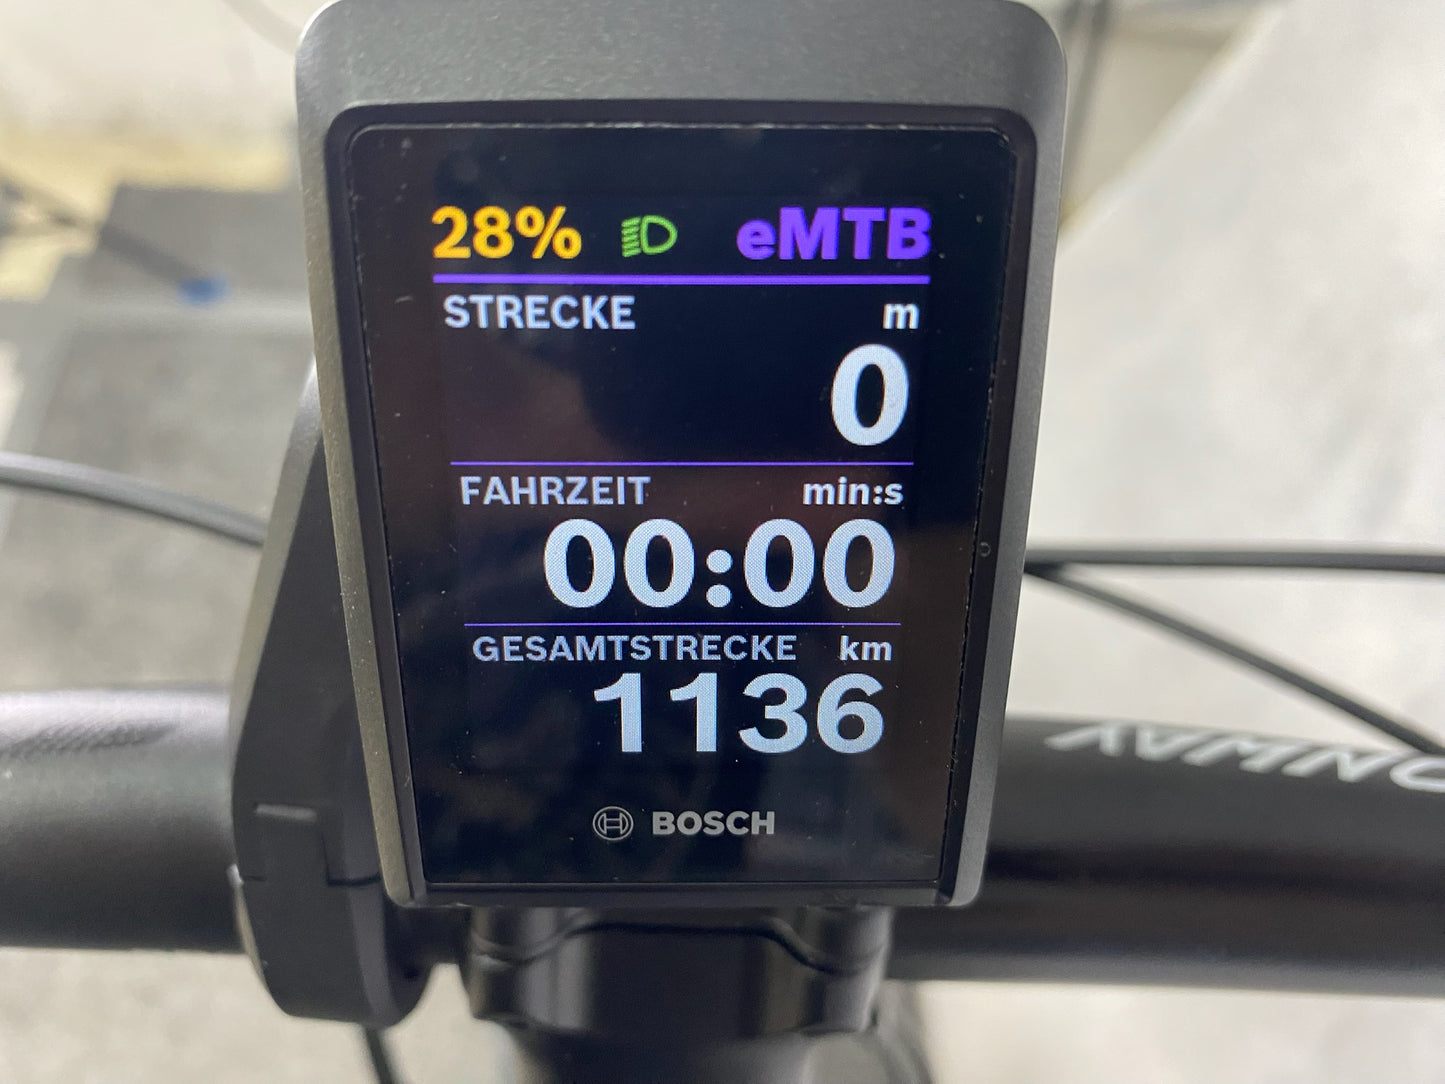 28% eMTB
STRECKE m
0
FAHRZEIT min:s
00:00
GESAMTSTRECKE km
1136
BOSCH